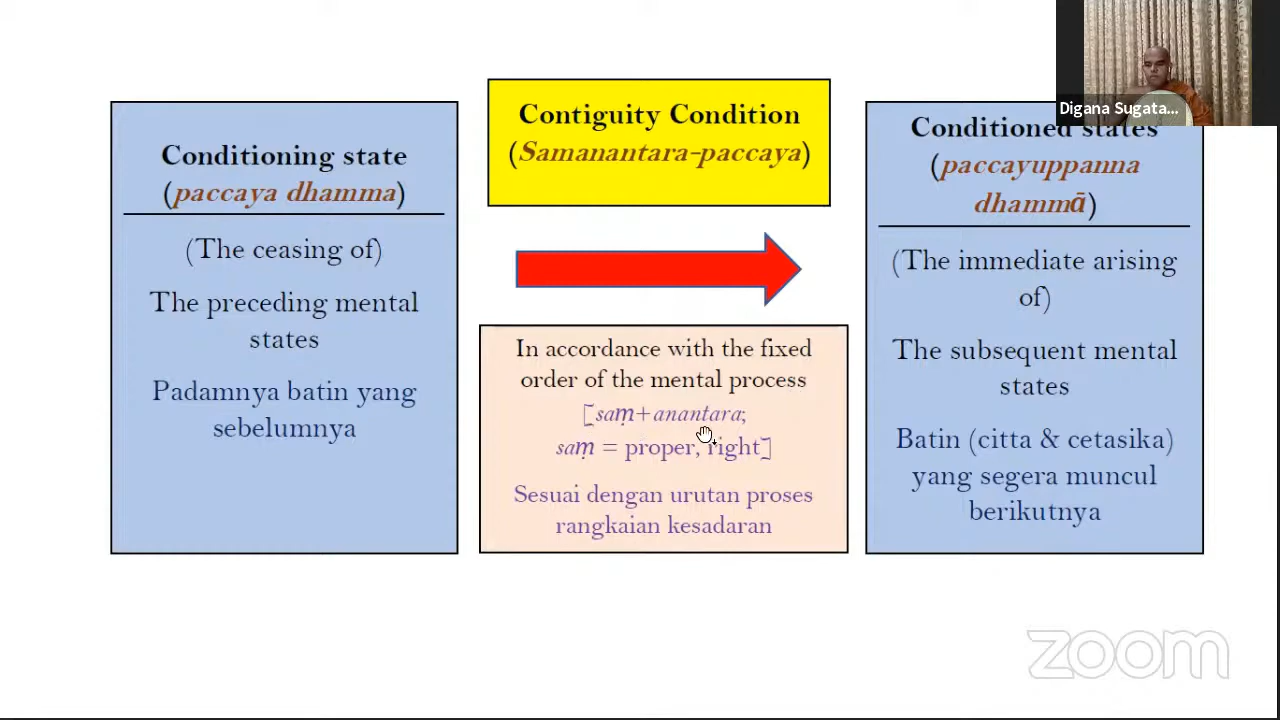 Conditioning state
(paccaya dhamma)
(The ceasing of)
The preceding mental
states
Padamnya batin yang
sebelumnya
Contiguity Condition
(Samanantara-paccaya)
In accordance with the fixed
order of the mental process
[saṃ+anantara;
saṃ = proper, right]
Sesuai dengan urutan proses
rangkaian kesadaran
Digana Sugata...
Conditioned states
(paccayuppanna
dhammā)
(The immediate arising
of)
The subsequent mental
states
Batin (citta & cetasika)
yang segera muncul
berikutnya
zoom